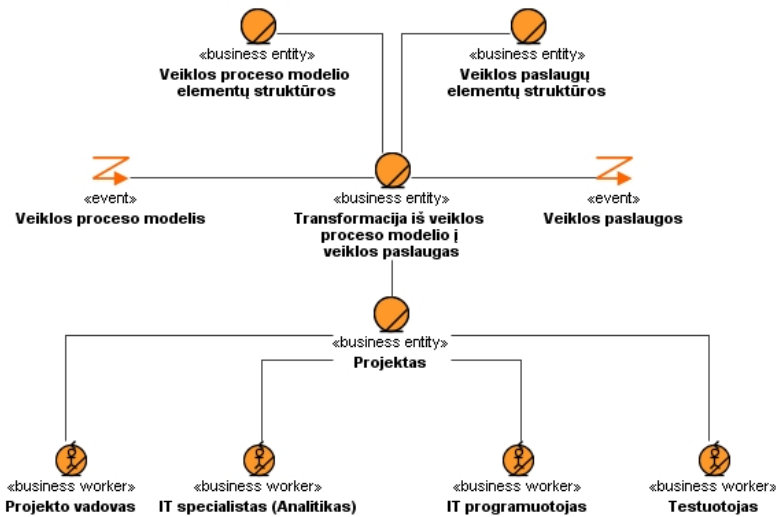 «business entity»
Veiklos proceso modelio
elementų struktūros
«business entity»
Veiklos paslaugų
elementų struktūros
«event»
Veiklos proceso modelis
«business entity»
Transformacija iš veiklos
proceso modelio į
veiklos paslaugas
«event»
Veiklos paslaugos
«business entity»
Projektas
«business worker»
Projekto vadovas
«business worker»
IT specialistas (Analitikas)
«business worker»
IT programuotojas
«business worker»
Testuotojas